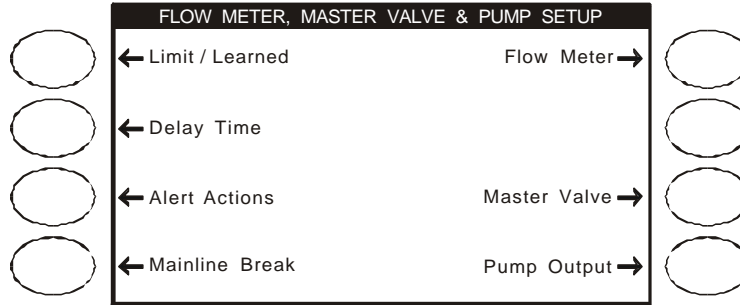 FLOW METER, MASTER VALVE & PUMP SETUP
Limit / Learned
Flow Meter
Delay Time
Alert Actions
Master Valve
Mainline Break
Pump Output